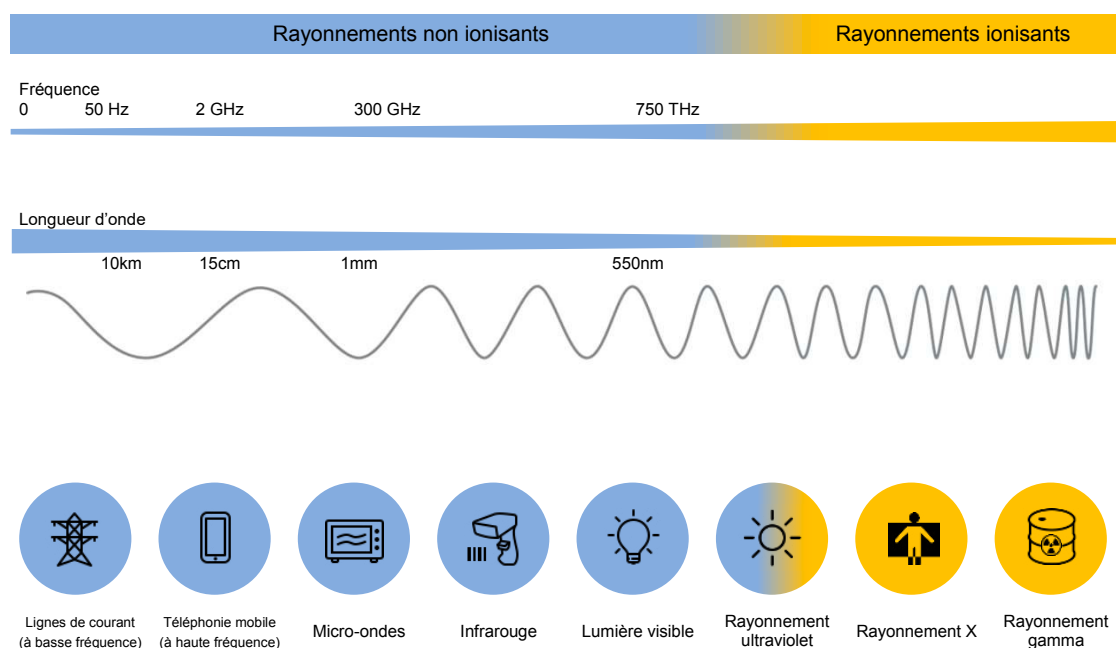 Rayonnements non ionisants
Rayonnements ionisants
Fréquence
0 50 Hz 2 GHz 300 GHz 750 THz
Longueur d’onde
10km 15cm 1mm 550nm
Lignes de courant
(à basse fréquence)
Téléphonie mobile
(à haute fréquence)
Micro-ondes
Infrarouge
Lumière visible
Rayonnement
ultraviolet
Rayonnement X
Rayonnement
gamma